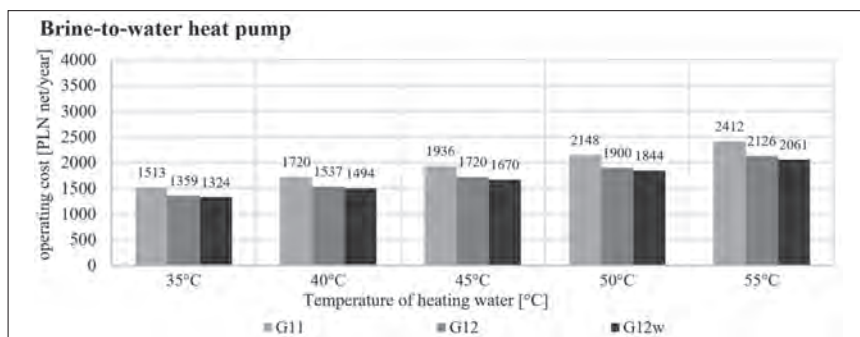 Brine-to-water heat pump
operating cost [PLN net/year]
4000
3500
3000
2500
2000
1500
1000
500
0
1513 1359 1324
1720 1537 1494
1936 1720 1670
2148 1900 1844
2412 2126 2061
35°C 40°C 45°C 50°C 55°C
Temperature of heating water [°C]
G11 G12 G12w